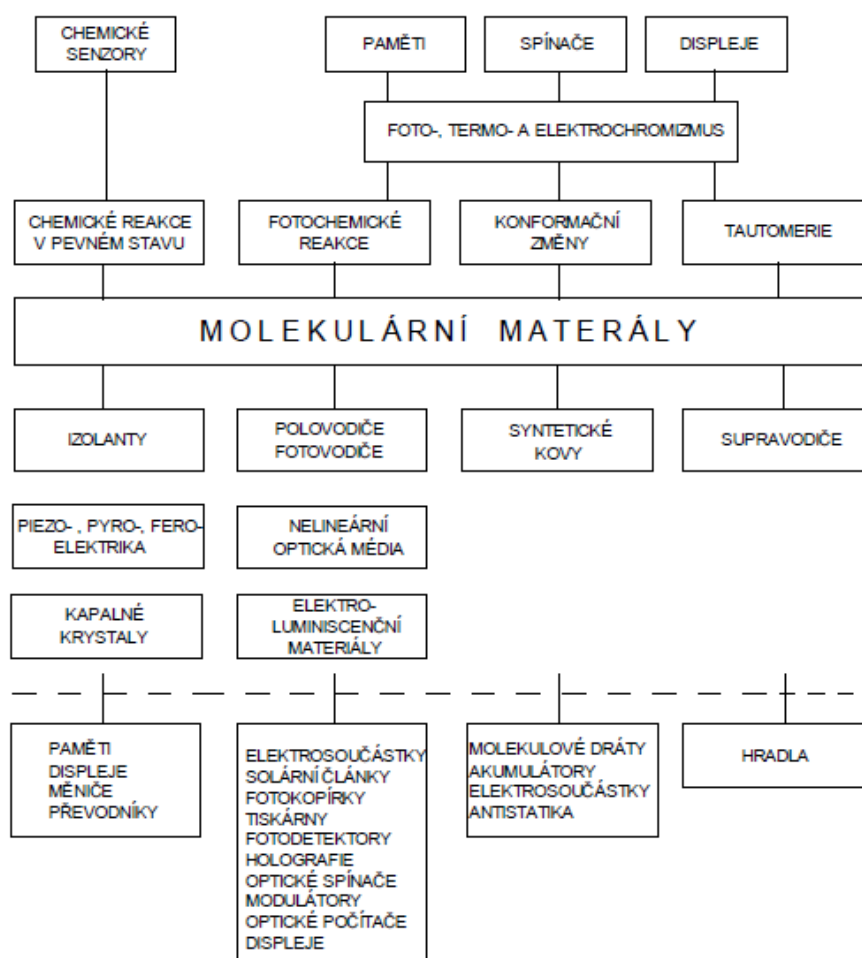 CHEMICKÉ
SENZORY
PAMĚTI
SPÍNAČE
DISPLEJE
FOTO-, TERMO- A ELEKTROCHROMIZMUS
CHEMICKÉ REAKCE
V PEVNÉM STAVU
FOTOCHEMICKÉ
REAKCE
KONFORMAČNÍ
ZMĚNY
TAUTOMERIE
MOLEKULÁRNÍ MATERÁLY
IZOLANTY
POLOVODIČE
FOTOVODIČE
SYNTETICKÉ
KOVY
SUPRAVODIČE
PIEZO- , PYRO-, FERO-
ELEKTRIKA
NELINEÁRNÍ
OPTICKÁ MÉDIA
KAPALNÉ
KRYSTALY
ELEKTRO-
LUMINISCENČNÍ
MATERIÁLY
PAMĚTI
DISPLEJE
MĚNIČE
PŘEVODNÍKY
ELEKTROSOUČÁSTKY
SOLÁRNÍ ČLÁNKY
FOTOKOPÍRKY
TISKÁRNY
FOTODETEKTORY
HOLOGRAFIE
OPTICKÉ SPÍNAČE
MODULÁTORY
OPTICKÉ POČÍTAČE
DISPLEJE
MOLEKULOVÉ DRÁTY
AKUMULÁTORY
ELEKTROSOUČÁSTKY
ANTISTATIKA
HRADLA